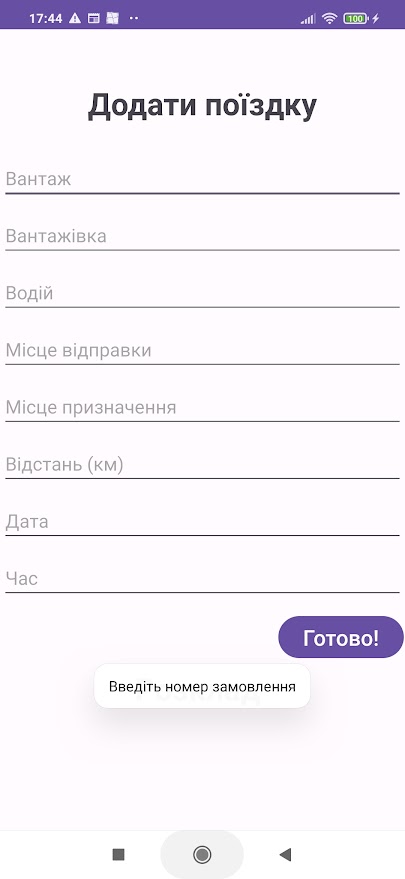 17:44
100
Додати поїздку
Вантаж
Вантажівка
Водій
Місце відправки
Місце призначення
Відстань (км)
Дата
Час
Готово!
Введіть номер замовлення